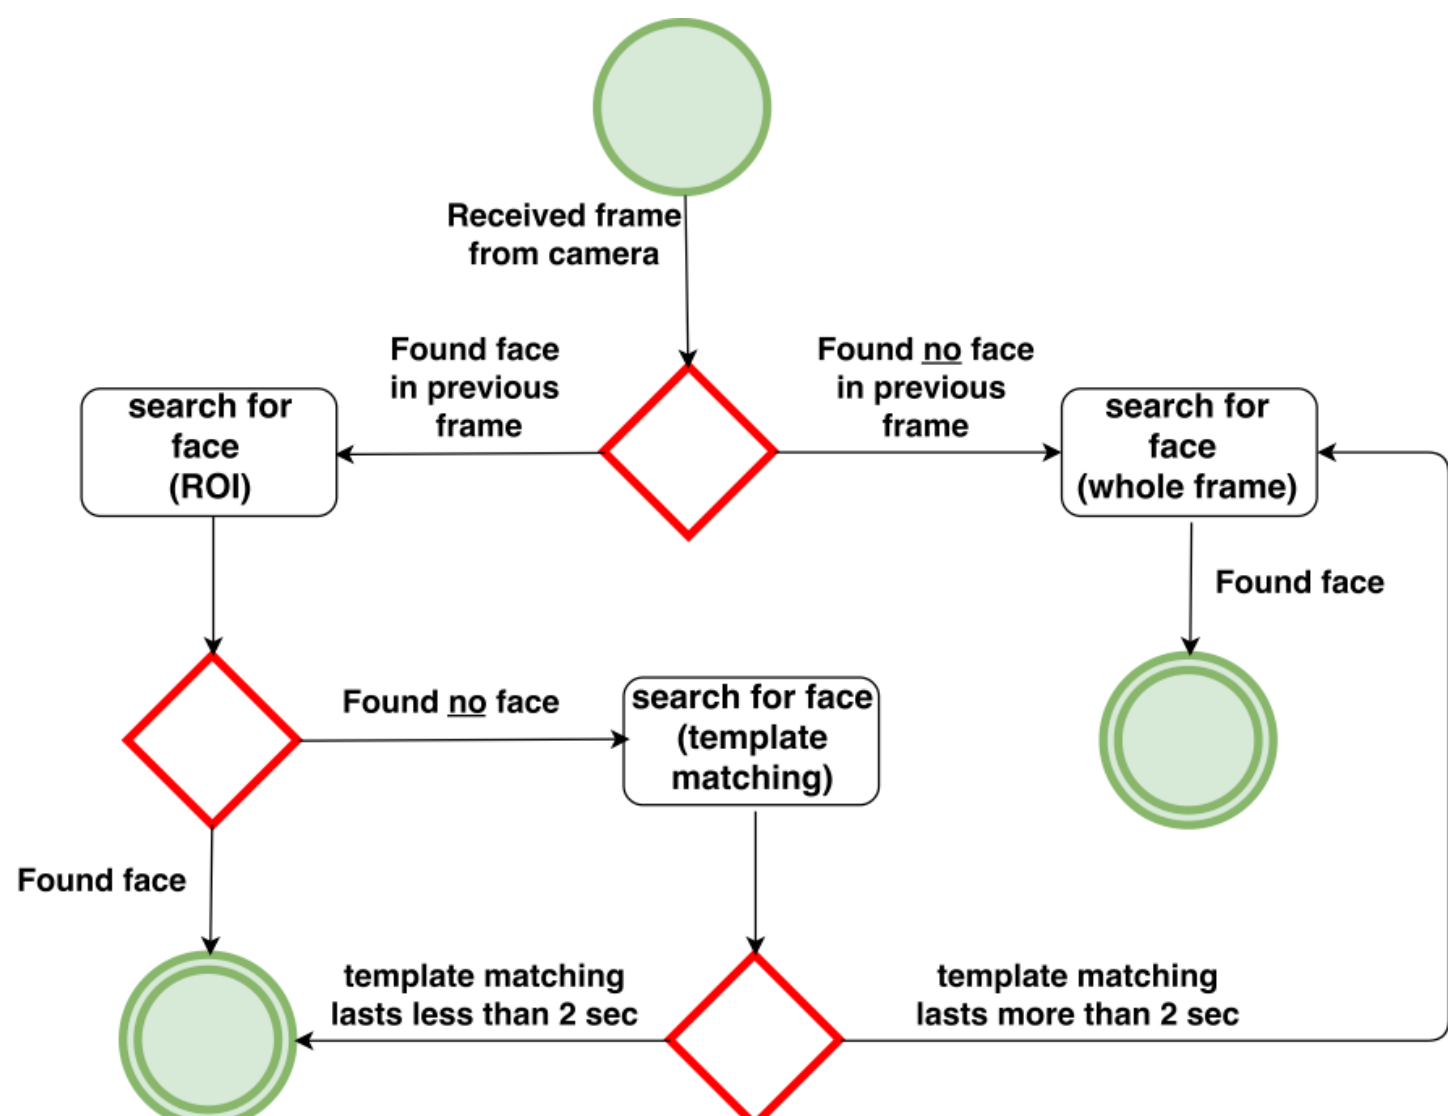 Received frame
from camera
Found face
in previous
frame
Found no face
in previous
frame
search for
face
(ROI)
search for
face
(whole frame)
Found face
Found no face
search for face
(template
matching)
Found face
template matching
lasts less than 2 sec
template matching
lasts more than 2 sec